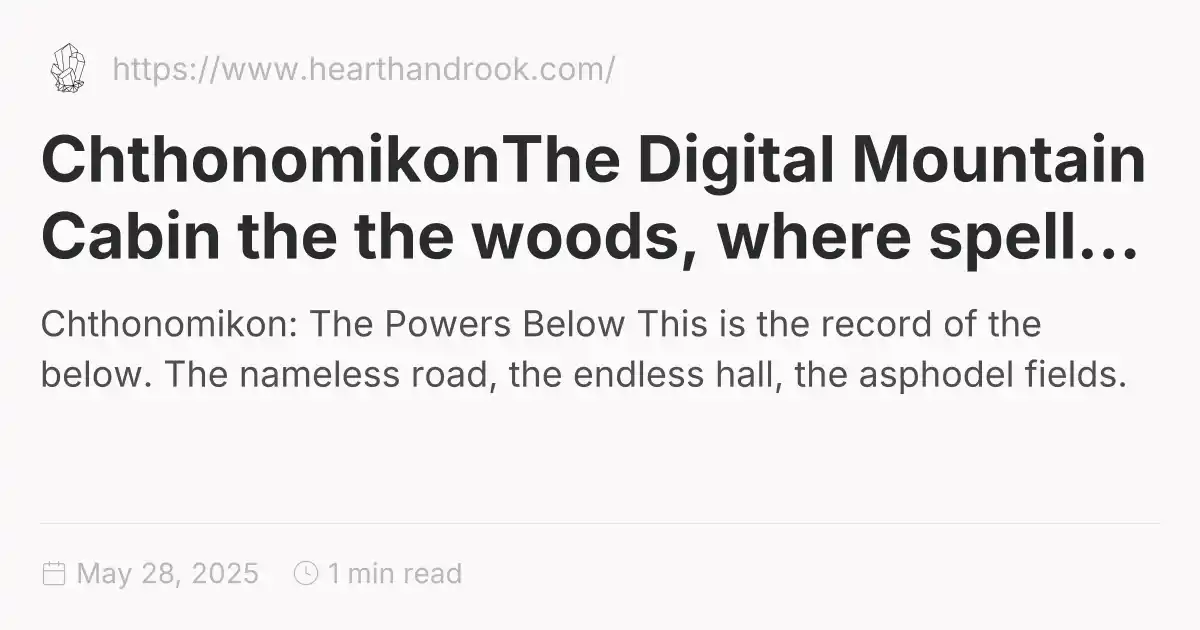 https://www.hearthandrook.com/
ChthonomikonThe Digital Mountain
Cabin the the woods, where spell...
Chthonomikon: The Powers Below This is the record of the
below. The nameless road, the endless hall, the asphodel fields.
May 28, 2025 1 min read